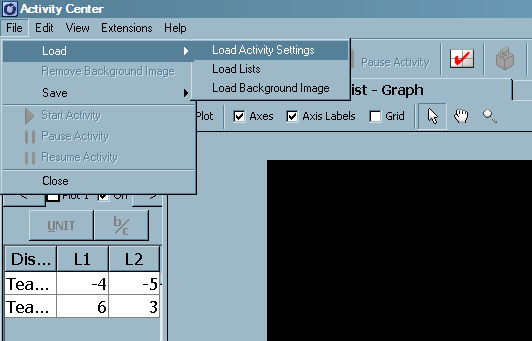 Activity Center
File Edit View Extensions Help
Load
Load Activity Settings
Load Lists
Load Background Image
Remove Background Image
Save
Start Activity
Pause Activity
Resume Activity
Close
Pause Activity
ist - Graph
Plot Axes Axis Labels Grid
Plot 1 On
UNIT b/c
Dis... L1 L2
Tea... -4 -5
Tea... 6 3